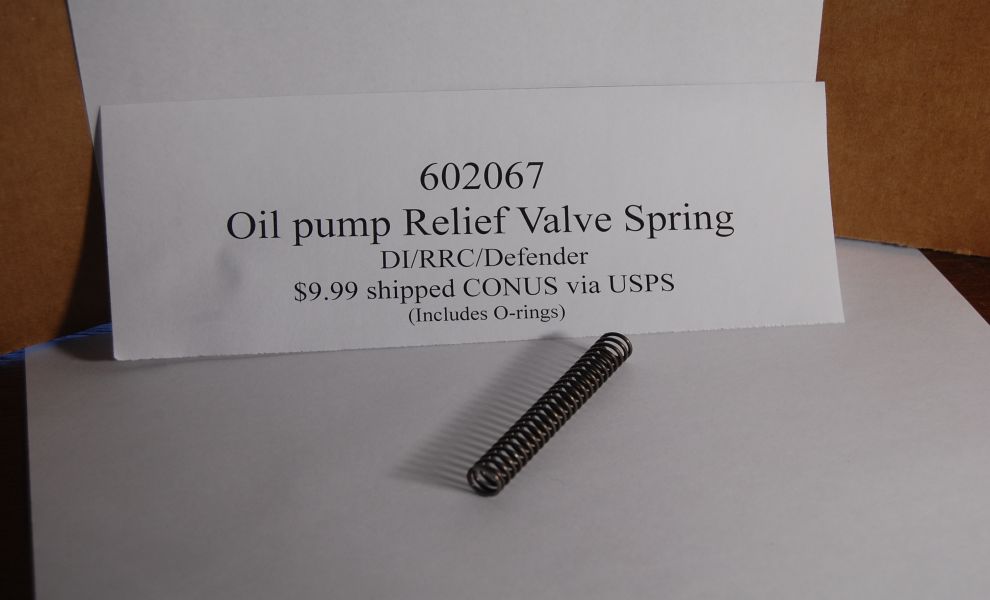 602067
Oil pump Relief Valve Spring
DI/RRC/Defender
$9.99 shipped CONUS via USPS
(Includes O-rings)